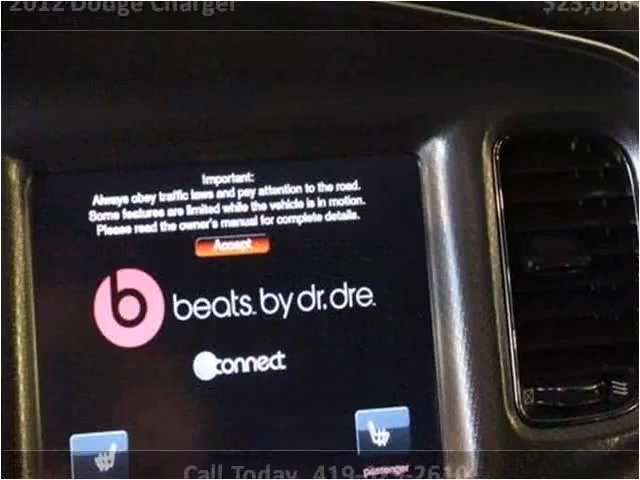 2012 Dodge Charger
Important:
Always obey traffic laws and pay attention to the road.
Some features are limited while the vehicle is in motion.
Please read the owner's manual for complete details.
Accept
b beats. by dr. dre.
uconnect
passenger
Call Today,